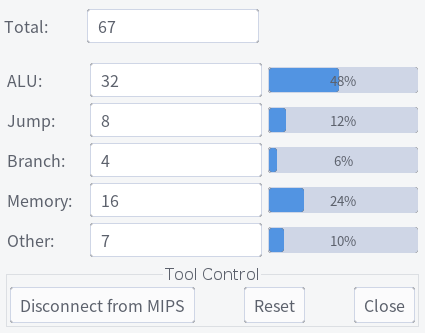 Total: 67
ALU: 32 48%
Jump: 8 12%
Branch: 4 6%
Memory: 16 24%
Other: 7 10%
Tool Control
Disconnect from MIPS Reset Close